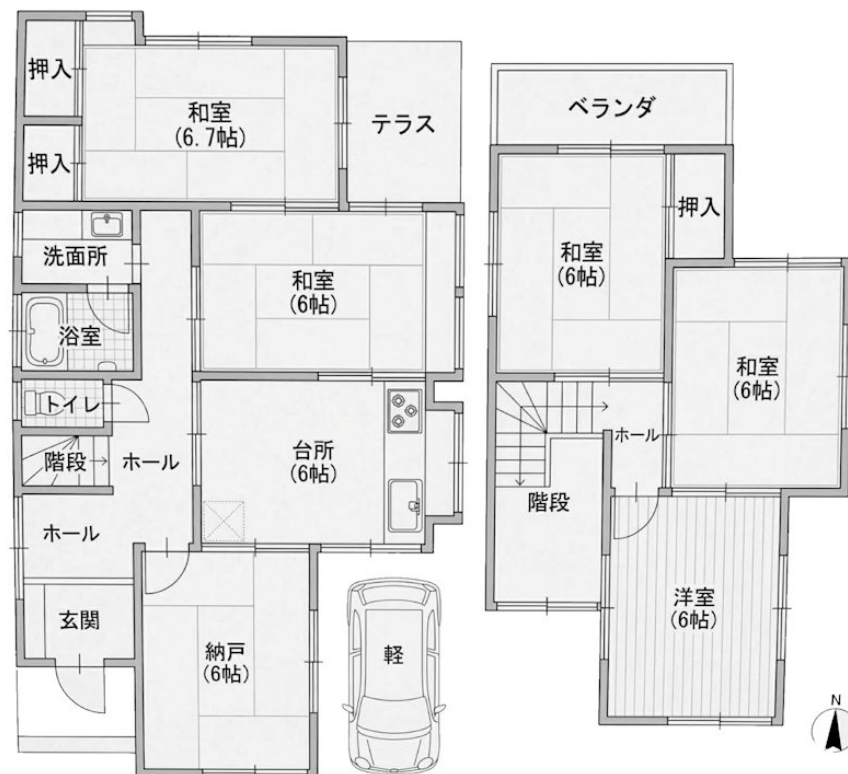 押入
和室
(6.7帖)
テラス
押入
洗面所
和室
(6帖)
浴室
トイレ
台所
(6帖)
階段
ホール
ホール
玄関
納戸
(6帖)
軽
ベランダ
和室
(6帖)
押入
和室
(6帖)
ホール
階段
洋室
(6帖)
N